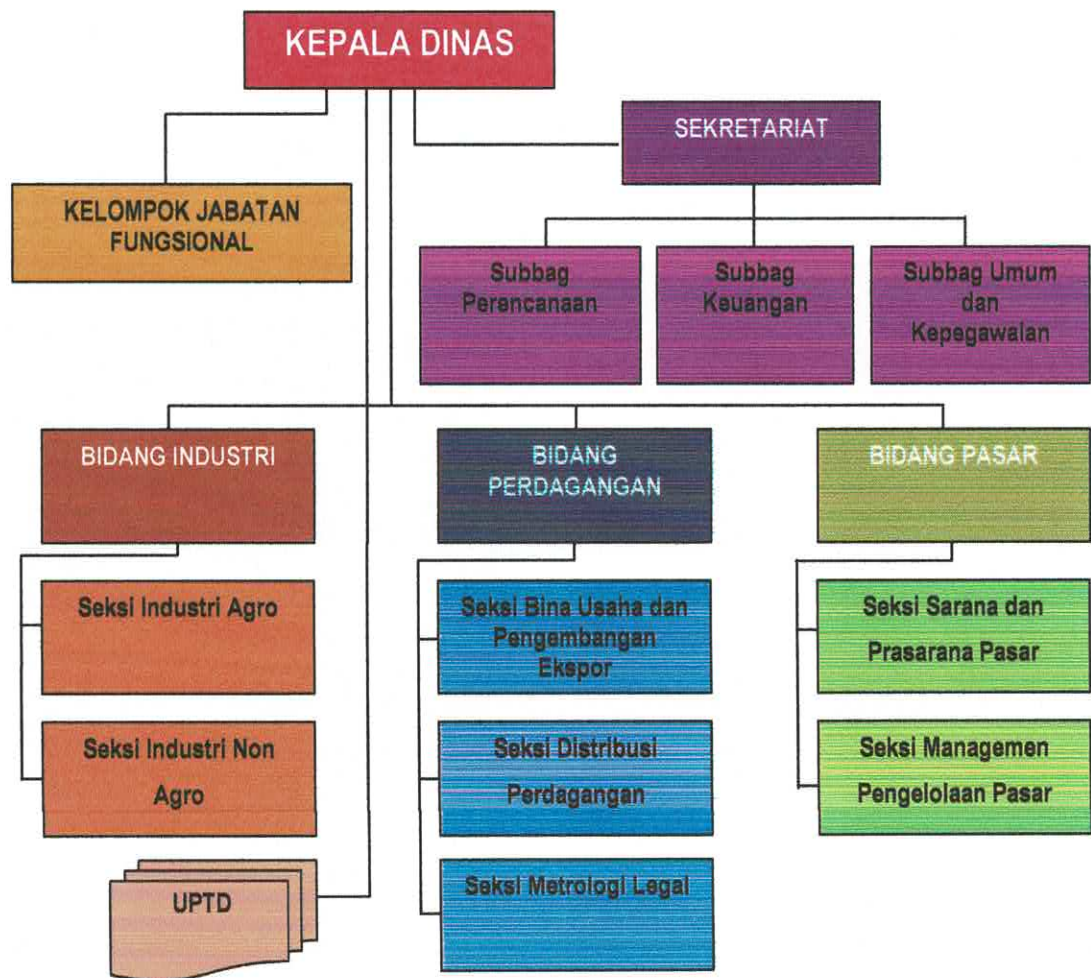 KEPALA DINAS
SEKRETARIAT
KELOMPOK JABATAN
FUNGSIONAL
Subbag
Perencanaan
Subbag
Keuangan
Subbag Umum
dan
Kepegawaian
BIDANG INDUSTRI
BIDANG
PERDAGANGAN
BIDANG PASAR
Seksi Industri Agro
Seksi Bina Usaha dan
Pengembangan
Ekspor
Seksi Sarana dan
Prasarana Pasar
Seksi Industri Non
Agro
Seksi Distribusi
Perdagangan
Seksi Managemen
Pengelolaan Pasar
UPTD
Seksi Metrologi Legal